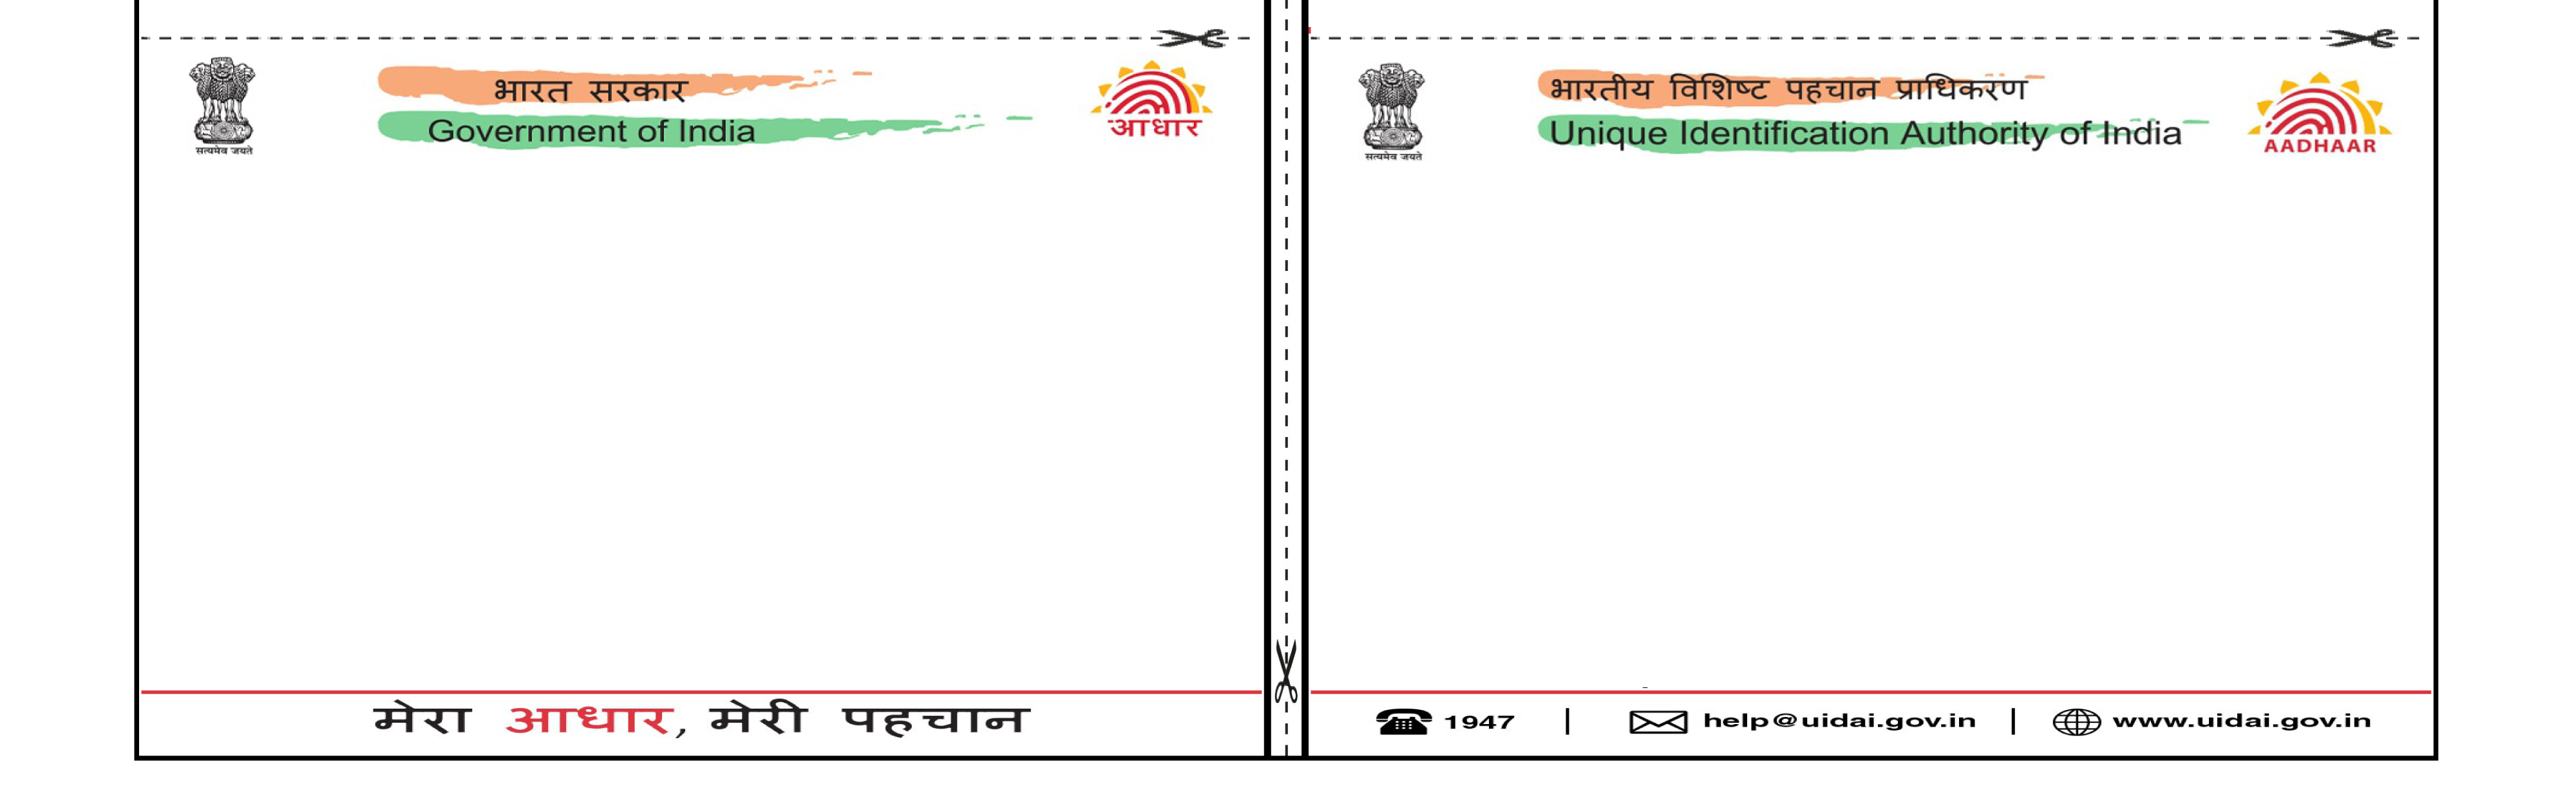 भारत सरकार
Government of India
सत्यमेव जयते
आधार
मेरा आधार, मेरी पहचान
भारतीय विशिष्ट पहचान प्राधिकरण
Unique Identification Authority of India
सत्यमेव जयते
AADHAAR
1947 | help@uidai.gov.in | www.uidai.gov.in